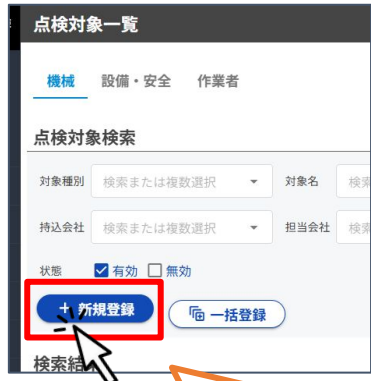 点検対象一覧
機械 設備・安全 作業者
点検対象検索
対象種別 検索または複数選択 対象名 検索
持込会社 検索または複数選択 担当会社 検索
状態 有効 無効
+ 新規登録 一括登録
検索結